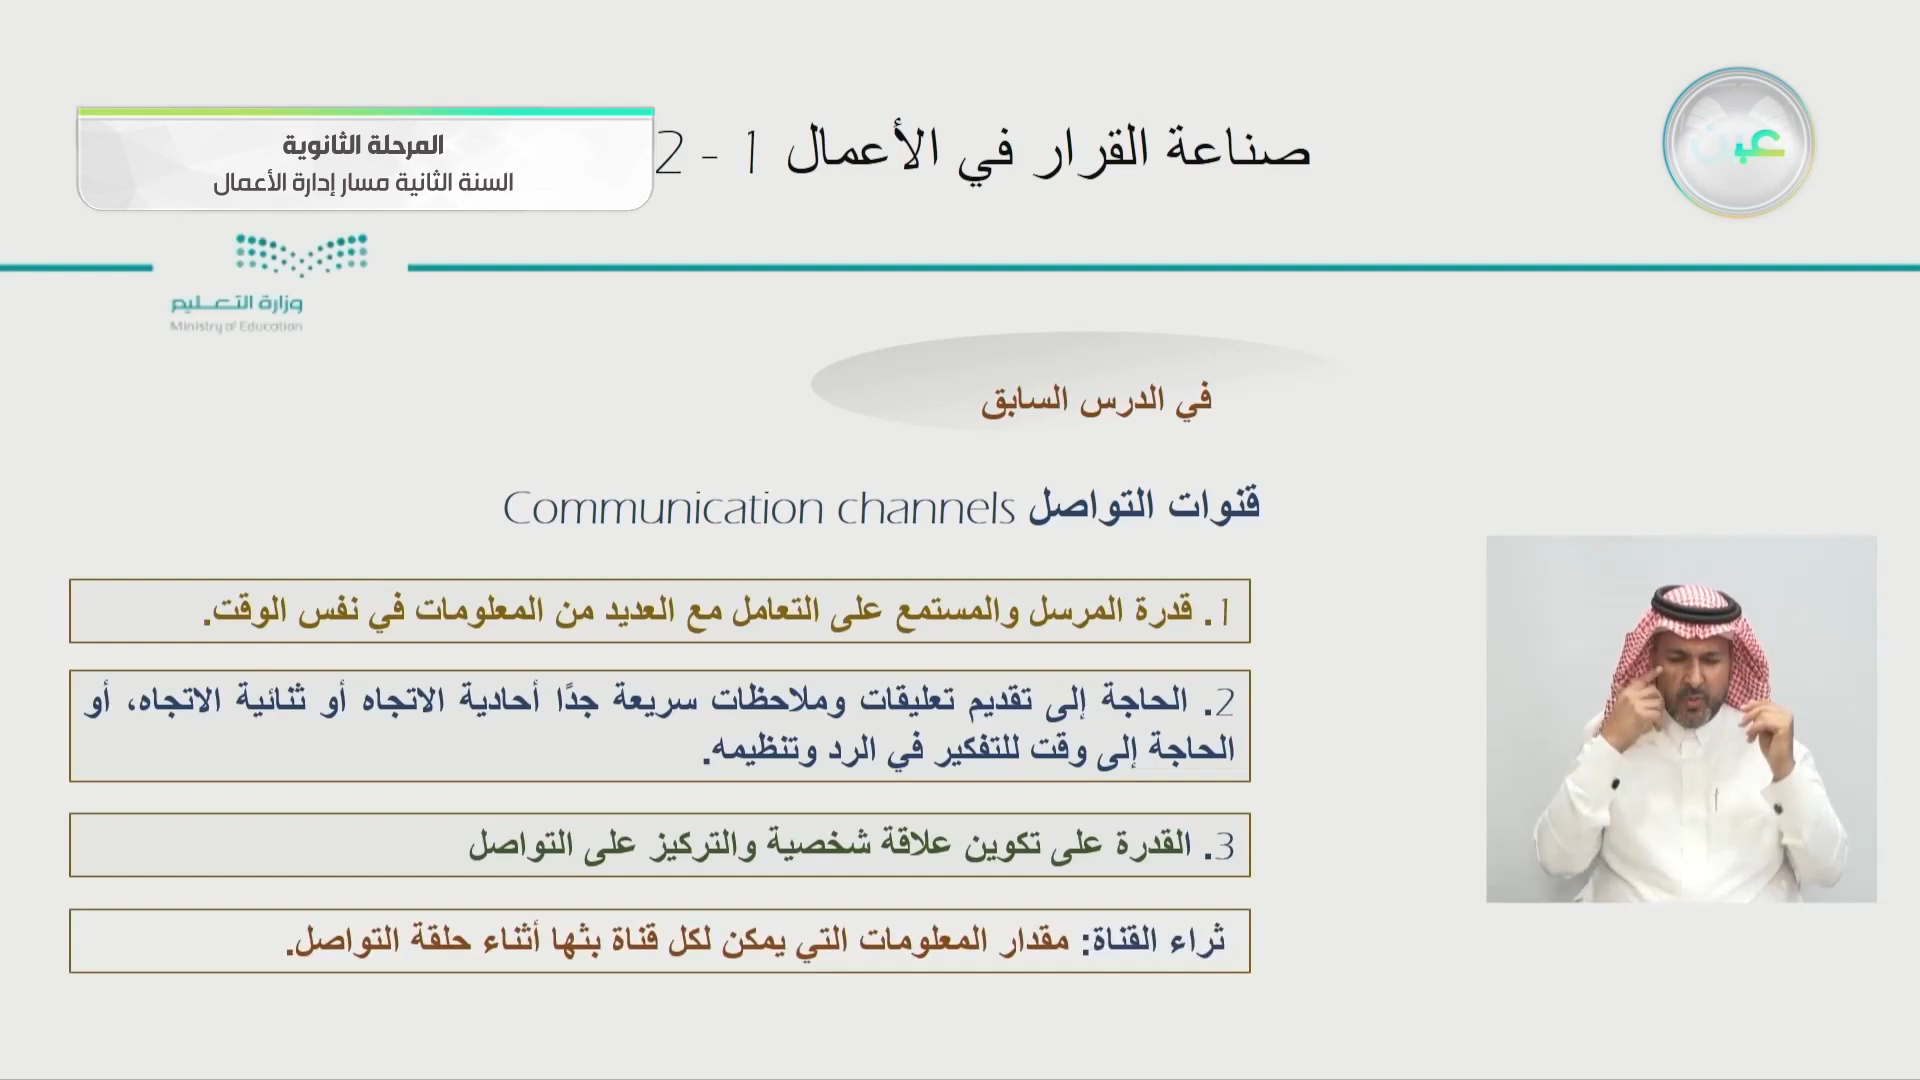 المرحلة الثانوية
السنة الثانية مسار إدارة الأعمال
صناعة القرار في الأعمال 1 - 2
عين
وزارة التعليم
Ministry of Education
في الدرس السابق
قنوات التواصل Communication channels
1. قدرة المرسل والمستمع على التعامل مع العديد من المعلومات في نفس الوقت.
2. الحاجة إلى تقديم تعليقات وملاحظات سريعة جدًا أحادية الاتجاه أو ثنائية الاتجاه، أو
الحاجة إلى وقت للتفكير في الرد وتنظيمه.
3. القدرة على تكوين علاقة شخصية والتركيز على التواصل
ثراء القناة: مقدار المعلومات التي يمكن لكل قناة بثها أثناء حلقة التواصل.